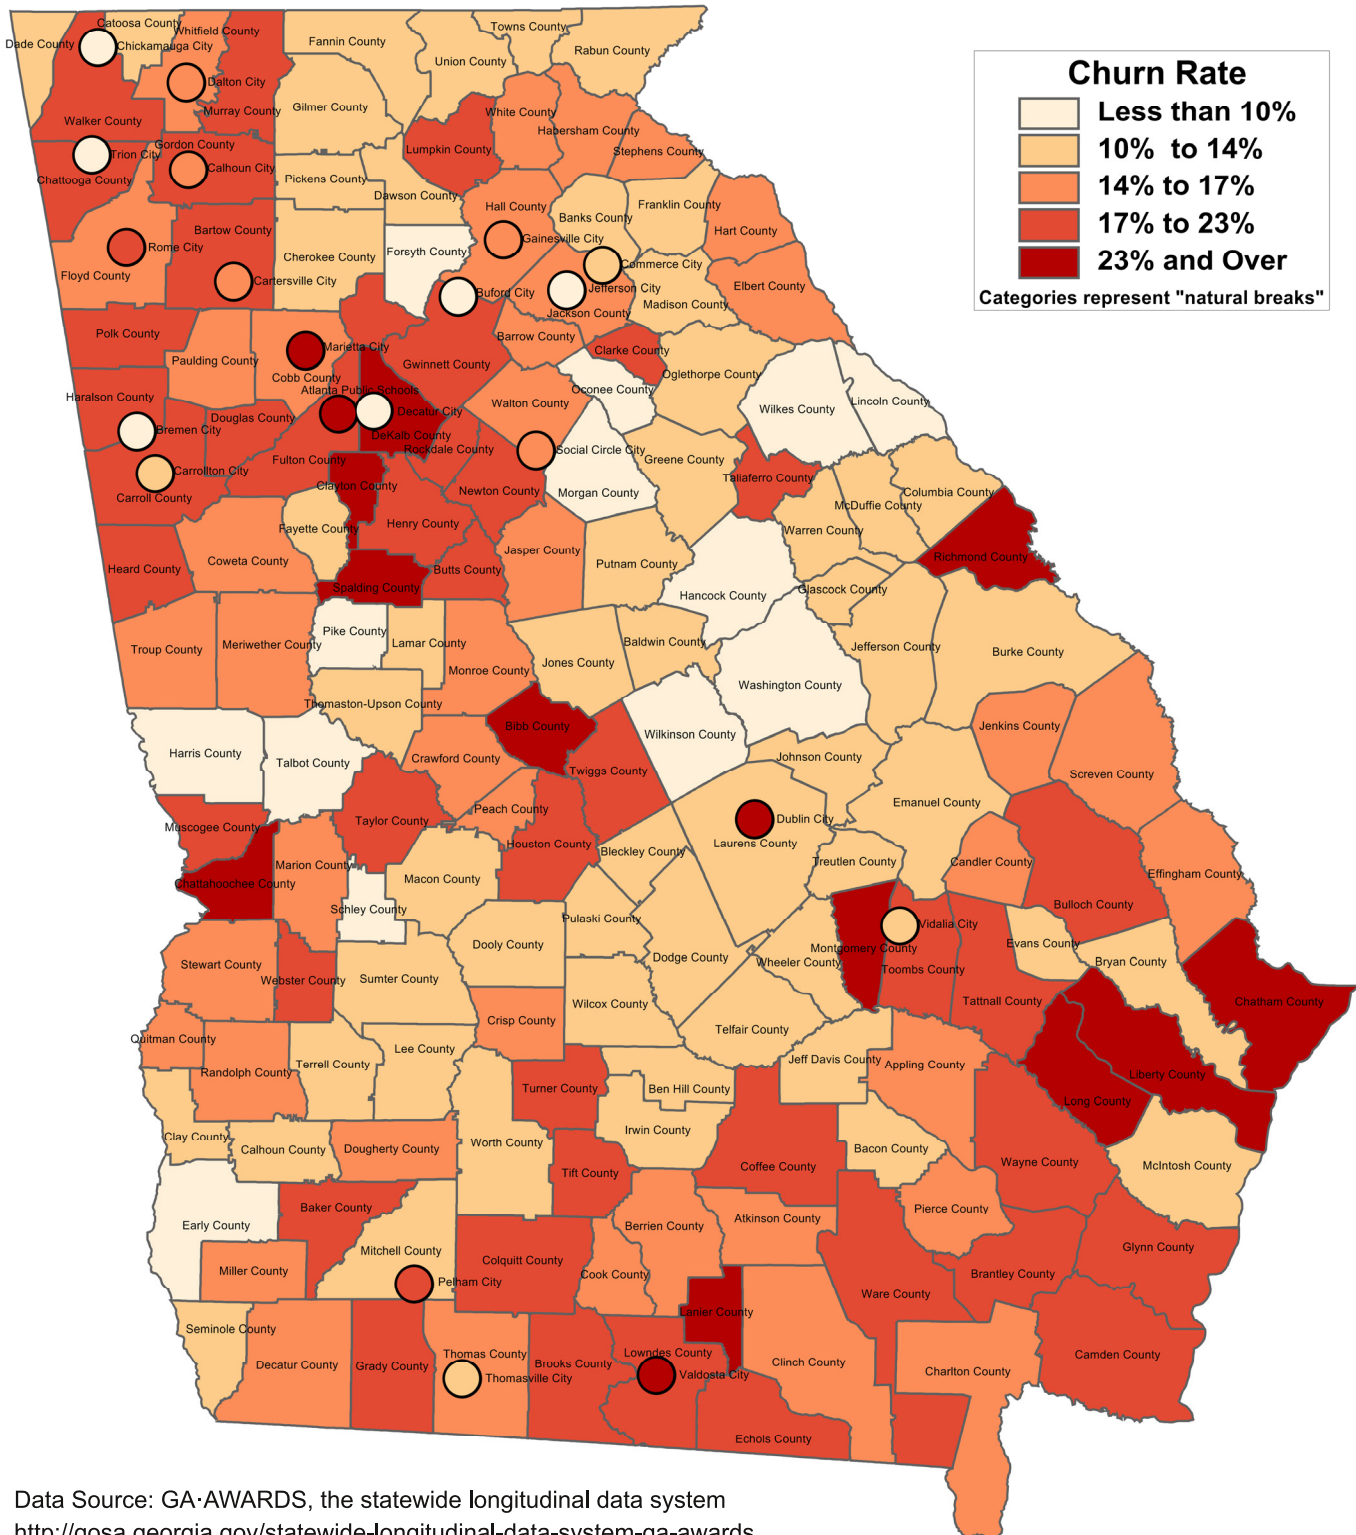 Churn Rate
Less than 10%
10% to 14%
14% to 17%
17% to 23%
23% and Over
Categories represent "natural breaks"
Dade County
Catoosa County
Chickamauga City
Whitfield County
Fannin County
Towns County
Union County
Rabun County
Dalton City
Murray County
Gilmer County
White County
Walker County
Habersham County
Lumpkin County
Stephens County
Trion City
Gordon County
Calhoun City
Chattooga County
Pickens County
Dawson County
Hall County
Banks County
Franklin County
Hart County
Bartow County
Rome City
Gainesville City
Forsyth County
Cherokee County
Commerce City
Floyd County
Cartersville City
Buford City
Jefferson City
Elbert County
Madison County
Jackson County
Polk County
Paulding County
Marietta City
Barrow County
Clarke County
Gwinnett County
Cobb County
Oglethorpe County
Atlanta Public Schools
Oconee County
Haralson County
Walton County
Wilkes County
Lincoln County
Bremen City
Douglas County
Decatur City
DeKalb County
Rockdale County
Social Circle City
Carrollton City
Fulton County
Greene County
Taliaferro County
Clayton County
Newton County
Morgan County
Carroll County
McDuffie County
Columbia County
Fayette County
Henry County
Warren County
Richmond County
Heard County
Coweta County
Butts County
Jasper County
Putnam County
Spalding County
Hancock County
Glascock County
Pike County
Lamar County
Troup County
Meriwether County
Monroe County
Jones County
Baldwin County
Jefferson County
Burke County
Washington County
Thomaston-Upson County
Bibb County
Wilkinson County
Jenkins County
Harris County
Talbot County
Crawford County
Twiggs County
Johnson County
Screven County
Muscogee County
Taylor County
Peach County
Emanuel County
Dublin City
Houston County
Laurens County
Bleckley County
Marion County
Chattahoochee County
Macon County
Treutlen County
Candler County
Effingham County
Schley County
Pulaski County
Bulloch County
Vidalia City
Dooly County
Montgomery County
Evans County
Stewart County
Webster County
Sumter County
Dodge County
Wheeler County
Toombs County
Bryan County
Tattnall County
Chatham County
Wilcox County
Crisp County
Telfair County
Quitman County
Randolph County
Terrell County
Lee County
Jeff Davis County
Appling County
Liberty County
Turner County
Ben Hill County
Long County
Clay County
Calhoun County
Dougherty County
Worth County
Irwin County
Bacon County
Tift County
Coffee County
Wayne County
McIntosh County
Early County
Baker County
Berrien County
Atkinson County
Pierce County
Mitchell County
Colquitt County
Glynn County
Miller County
Pelham City
Cook County
Brantley County
Ware County
Lanier County
Seminole County
Decatur County
Grady County
Thomas County
Thomasville City
Brooks County
Lowndes County
Valdosta City
Clinch County
Charlton County
Camden County
Echols County
Data Source: GA·AWARDS, the statewide longitudinal data system
http://gosa.georgia.gov/statewide-longitudinal-data-system-ga-awards